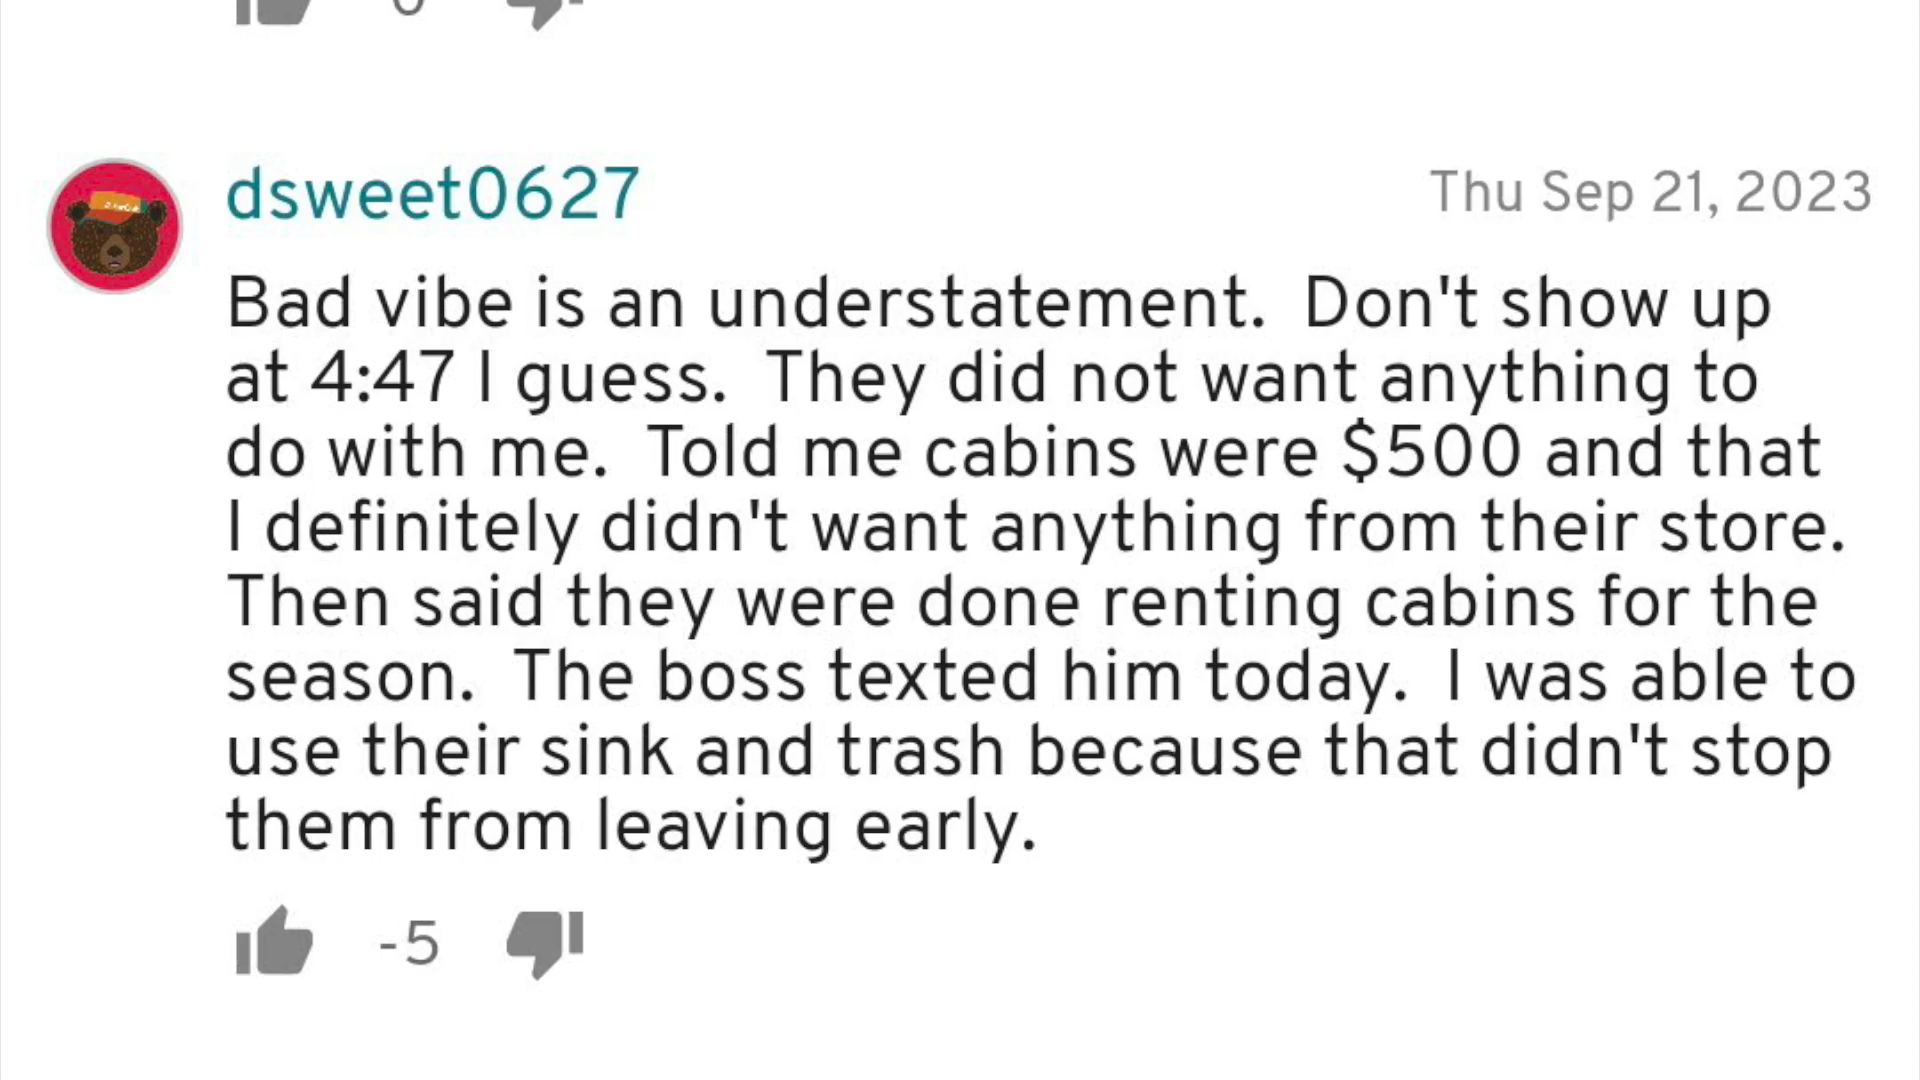 0
dsweet0627
Thu Sep 21, 2023
Bad vibe is an understatement.  Don't show up
at 4:47 I guess.  They did not want anything to
do with me.  Told me cabins were $500 and that
I definitely didn't want anything from their store.
Then said they were done renting cabins for the
season.  The boss texted him today.  I was able to
use their sink and trash because that didn't stop
them from leaving early.
-5